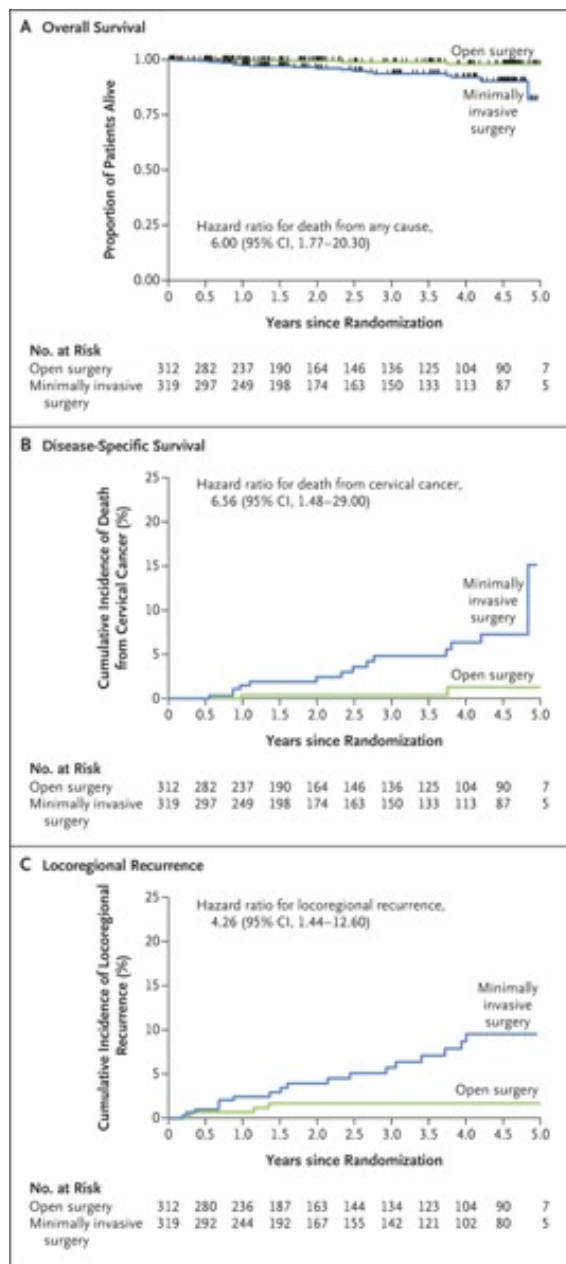 A Overall Survival
1.00
0.75
0.50
0.25
0.00
Proportion of Patients Alive
Open surgery
Minimally
invasive
surgery
Hazard ratio for death from any cause,
6.00 (95% CI, 1.77–20.30)
0 0.5 1.0 1.5 2.0 2.5 3.0 3.5 4.0 4.5 5.0
Years since Randomization
No. at Risk
Open surgery 312 282 237 190 164 146 136 125 104 90 7
Minimally invasive 319 297 249 198 174 163 150 133 113 87 5
surgery
B Disease-Specific Survival
25
20
15
10
5
0
Cumulative Incidence of Death
from Cervical Cancer (%)
Hazard ratio for death from cervical cancer,
6.56 (95% CI, 1.48–29.00)
Minimally
invasive
surgery
Open surgery
0 0.5 1.0 1.5 2.0 2.5 3.0 3.5 4.0 4.5 5.0
Years since Randomization
No. at Risk
Open surgery 312 282 237 190 164 146 136 125 104 90 7
Minimally invasive 319 297 249 198 174 163 150 133 113 87 5
surgery
C Locoregional Recurrence
25
20
15
10
5
0
Cumulative Incidence of Locoregional
Recurrence (%)
Hazard ratio for locoregional recurrence,
4.26 (95% CI, 1.44–12.60)
Minimally
invasive
surgery
Open surgery
0.0 0.5 1.0 1.5 2.0 2.5 3.0 3.5 4.0 4.5 5.0
Years since Randomization
No. at Risk
Open surgery 312 280 236 187 163 144 134 123 104 90 7
Minimally invasive 319 292 244 192 167 155 142 121 102 80 5
surgery